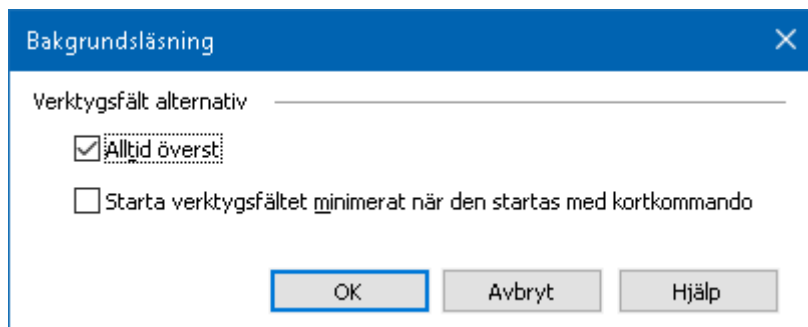 Bakgrundsläsning
Verktygsfält alternativ
Alltid överst
Starta verktygsfältet minimerat när den startas med kortkommando
OK Avbryt Hjälp